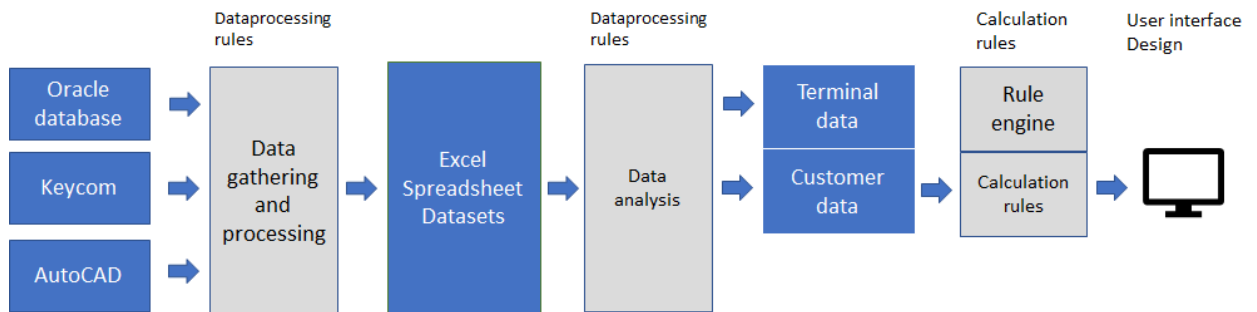 Dataprocessing
rules
Dataprocessing
rules
Calculation
rules
User interface
Design
Oracle
database
Keycom
AutoCAD
Data
gathering
and
processing
Excel
Spreadsheet
Datasets
Data
analysis
Terminal
data
Customer
data
Rule
engine
Calculation
rules